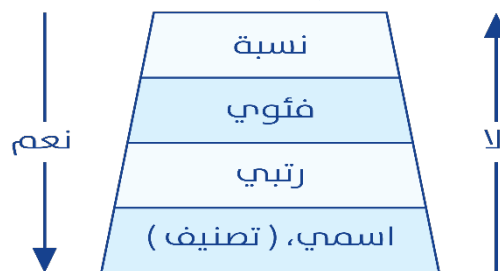 نسبة
فئوي
رتبي
اسمي، ( تصنيف )
نعم
لا